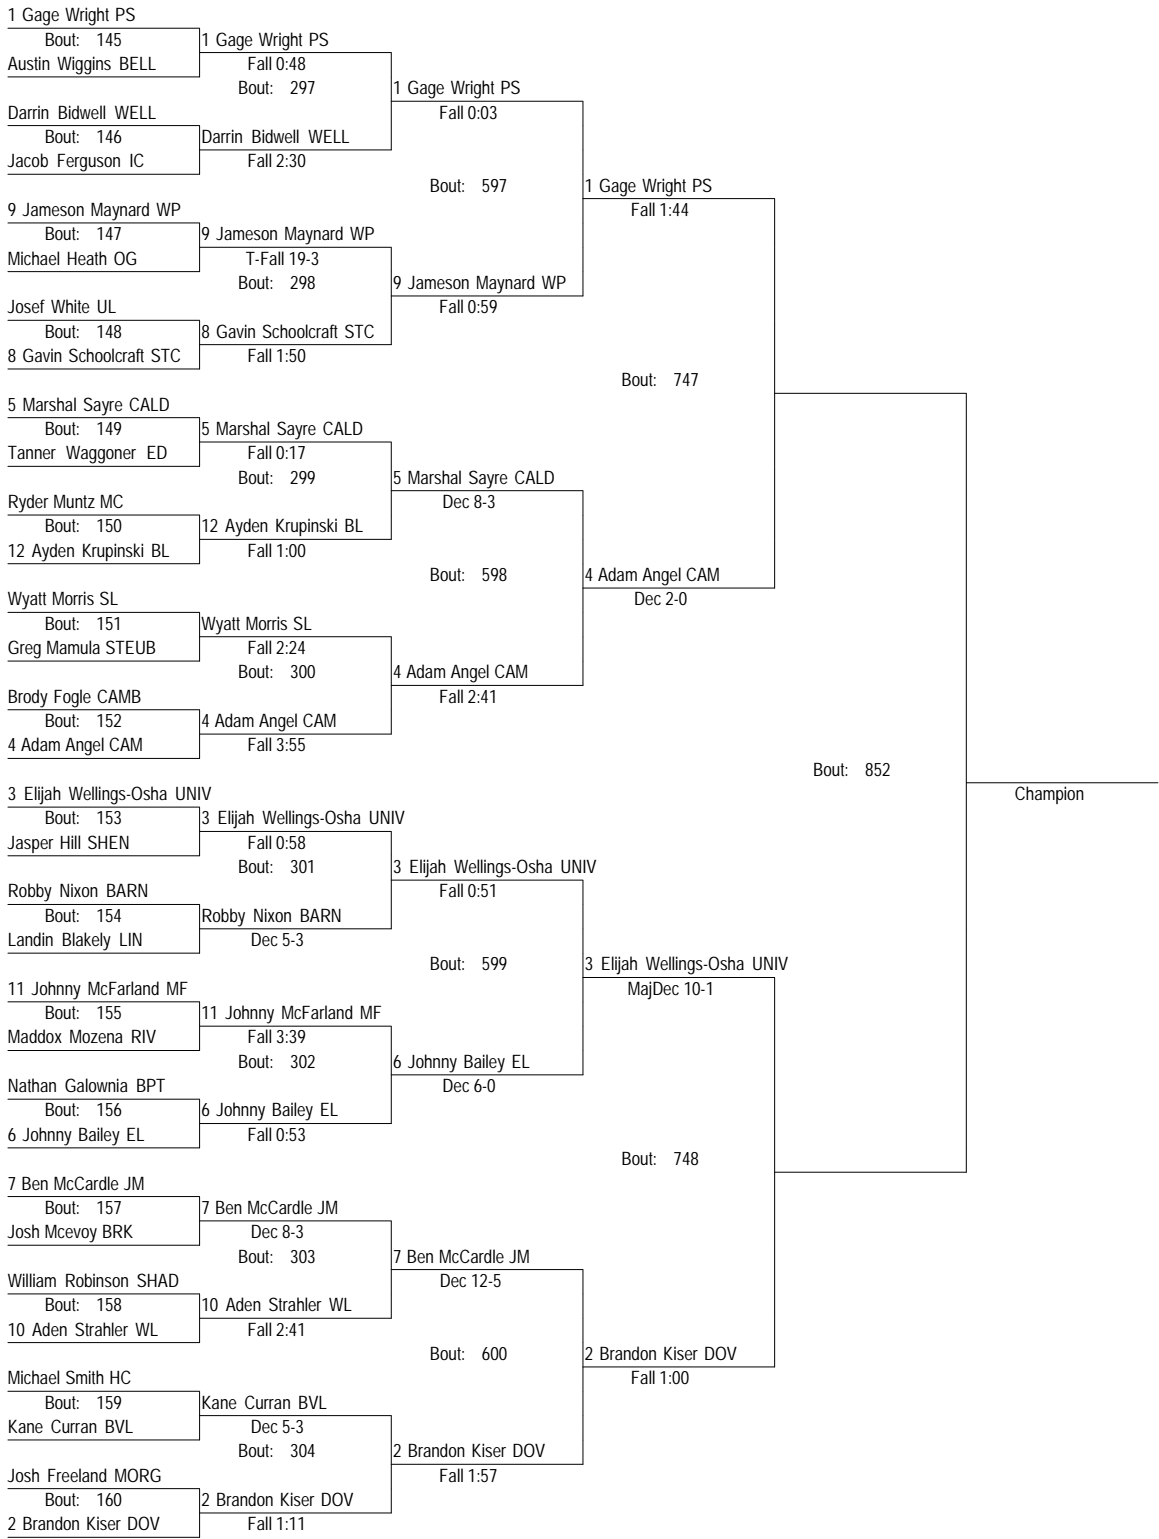 1 Gage Wright PS
Bout: 145
1 Gage Wright PS
Austin Wiggins BELL
Fall 0:48
Bout: 297
1 Gage Wright PS
Darrin Bidwell WELL
Fall 0:03
Bout: 146
Darrin Bidwell WELL
Jacob Ferguson IC
Fall 2:30
Bout: 597
1 Gage Wright PS
9 Jameson Maynard WP
Fall 1:44
Bout: 147
9 Jameson Maynard WP
Michael Heath OG
T-Fall 19-3
Bout: 298
9 Jameson Maynard WP
Josef White UL
Fall 0:59
Bout: 148
8 Gavin Schoolcraft STC
8 Gavin Schoolcraft STC
Fall 1:50
Bout: 747
5 Marshal Sayre CALD
Bout: 149
5 Marshal Sayre CALD
Tanner Waggoner ED
Fall 0:17
Bout: 299
5 Marshal Sayre CALD
Ryder Muntz MC
Dec 8-3
Bout: 150
12 Ayden Krupinski BL
12 Ayden Krupinski BL
Fall 1:00
Bout: 598
4 Adam Angel CAM
Wyatt Morris SL
Dec 2-0
Bout: 151
Wyatt Morris SL
Greg Mamula STEUB
Fall 2:24
Bout: 300
4 Adam Angel CAM
Brody Fogle CAMB
Fall 2:41
Bout: 152
4 Adam Angel CAM
4 Adam Angel CAM
Fall 3:55
Bout: 852
3 Elijah Wellings-Osha UNIV
Champion
Bout: 153
3 Elijah Wellings-Osha UNIV
Jasper Hill SHEN
Fall 0:58
Bout: 301
3 Elijah Wellings-Osha UNIV
Robby Nixon BARN
Fall 0:51
Bout: 154
Robby Nixon BARN
Landin Blakely LIN
Dec 5-3
Bout: 599
3 Elijah Wellings-Osha UNIV
11 Johnny McFarland MF
MajDec 10-1
Bout: 155
11 Johnny McFarland MF
Maddox Mozena RIV
Fall 3:39
Bout: 302
6 Johnny Bailey EL
Nathan Galownia BPT
Dec 6-0
Bout: 156
6 Johnny Bailey EL
6 Johnny Bailey EL
Fall 0:53
Bout: 748
7 Ben McCardle JM
Bout: 157
7 Ben McCardle JM
Josh Mcevoy BRK
Dec 8-3
Bout: 303
7 Ben McCardle JM
William Robinson SHAD
Dec 12-5
Bout: 158
10 Aden Strahler WL
10 Aden Strahler WL
Fall 2:41
Bout: 600
2 Brandon Kiser DOV
Michael Smith HC
Fall 1:00
Bout: 159
Kane Curran BVL
Kane Curran BVL
Dec 5-3
Bout: 304
2 Brandon Kiser DOV
Josh Freeland MORG
Fall 1:57
Bout: 160
2 Brandon Kiser DOV
2 Brandon Kiser DOV
Fall 1:11